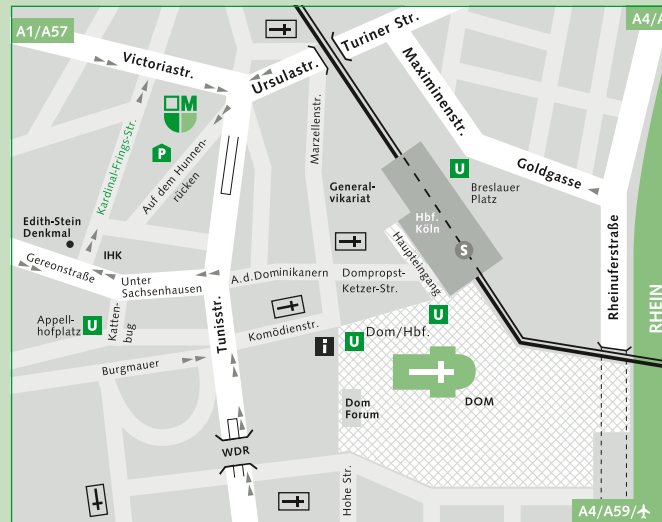 A1/A57
Victoriastr.
Ursulastr.
Turiner Str.
A4/A
M
P
Kardinal-Frings-Str.
Auf dem Hunnen-
rücken
Marzellenstr.
Maximinenstr.
Goldgasse
U
Breslauer
Platz
General-
vikariat
Hbf.
Köln
S
Haupteingang
Rheinuferstraße
RHEIN
Edith-Stein
Denkmal
IHK
Gereonstraße
Unter
Sachsenhausen
A.d.Dominikanern
Dompropst-
Ketzer-Str.
Tunisstr.
Appell-
hofplatz
U
Katten-
bug
Komödienstr.
i
U
Dom/Hbf.
U
Burgmauer
DOM
Dom
Forum
WDR
Hohe Str.
A4/A59/